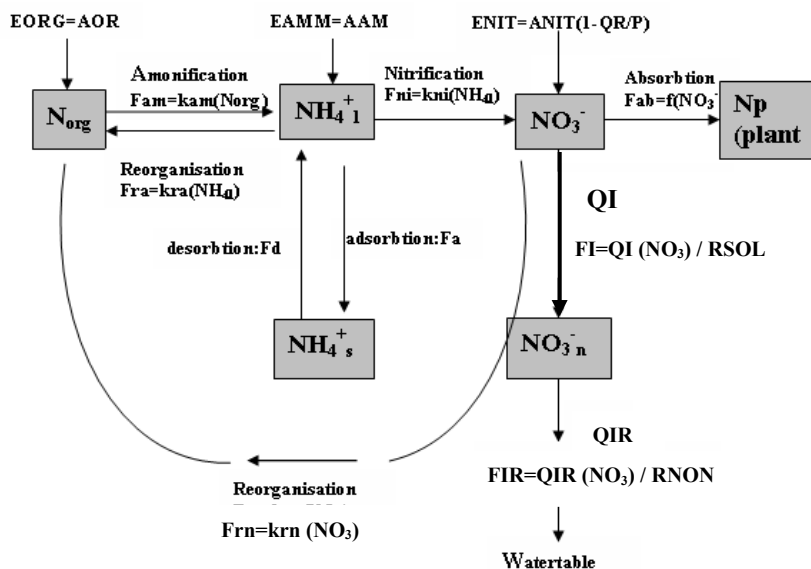 EORG=AOR
EAMM=AAM
ENIT=ANIT(1-QR/P)
Amonification
Fam=kam(Norg)
Nitrification
Fni=kni(NH₄l)
Absorbtion
Fab=f(NO₃⁻
Norg
NH₄⁺l
NO₃⁻
Np
(plant
Reorganisation
Fra=kra(NH₄l)
QI
FI=QI (NO₃) / RSOL
desorbtion:Fd
adsorbtion:Fa
NH₄⁺s
NO₃⁻n
QIR
FIR=QIR (NO₃) / RNON
Reorganisation
Frn=krn (NO₃)
Watertable